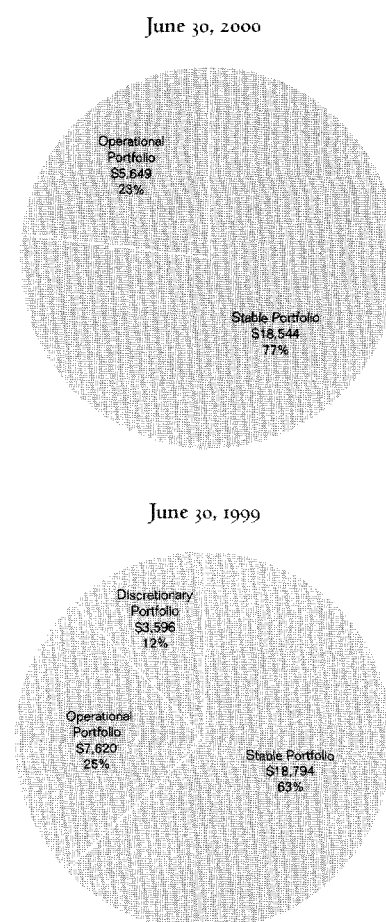 June 30, 2000
Operational
Portfolio
$5,649
23%
Stable Portfolio
$18,544
77%
June 30, 1999
Discretionary
Portfolio
$3,596
12%
Operational
Portfolio
$7,620
25%
Stable Portfolio
$18,794
63%